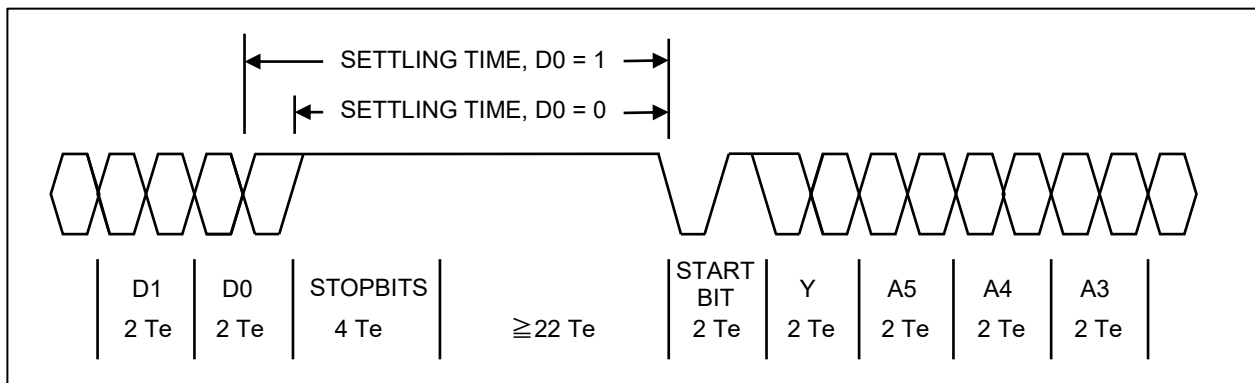 SETTLING TIME, D0 = 1
SETTLING TIME, D0 = 0
D1
2 Te
D0
2 Te
STOPBITS
4 Te
≧22 Te
START
BIT
2 Te
Y
2 Te
A5
2 Te
A4
2 Te
A3
2 Te